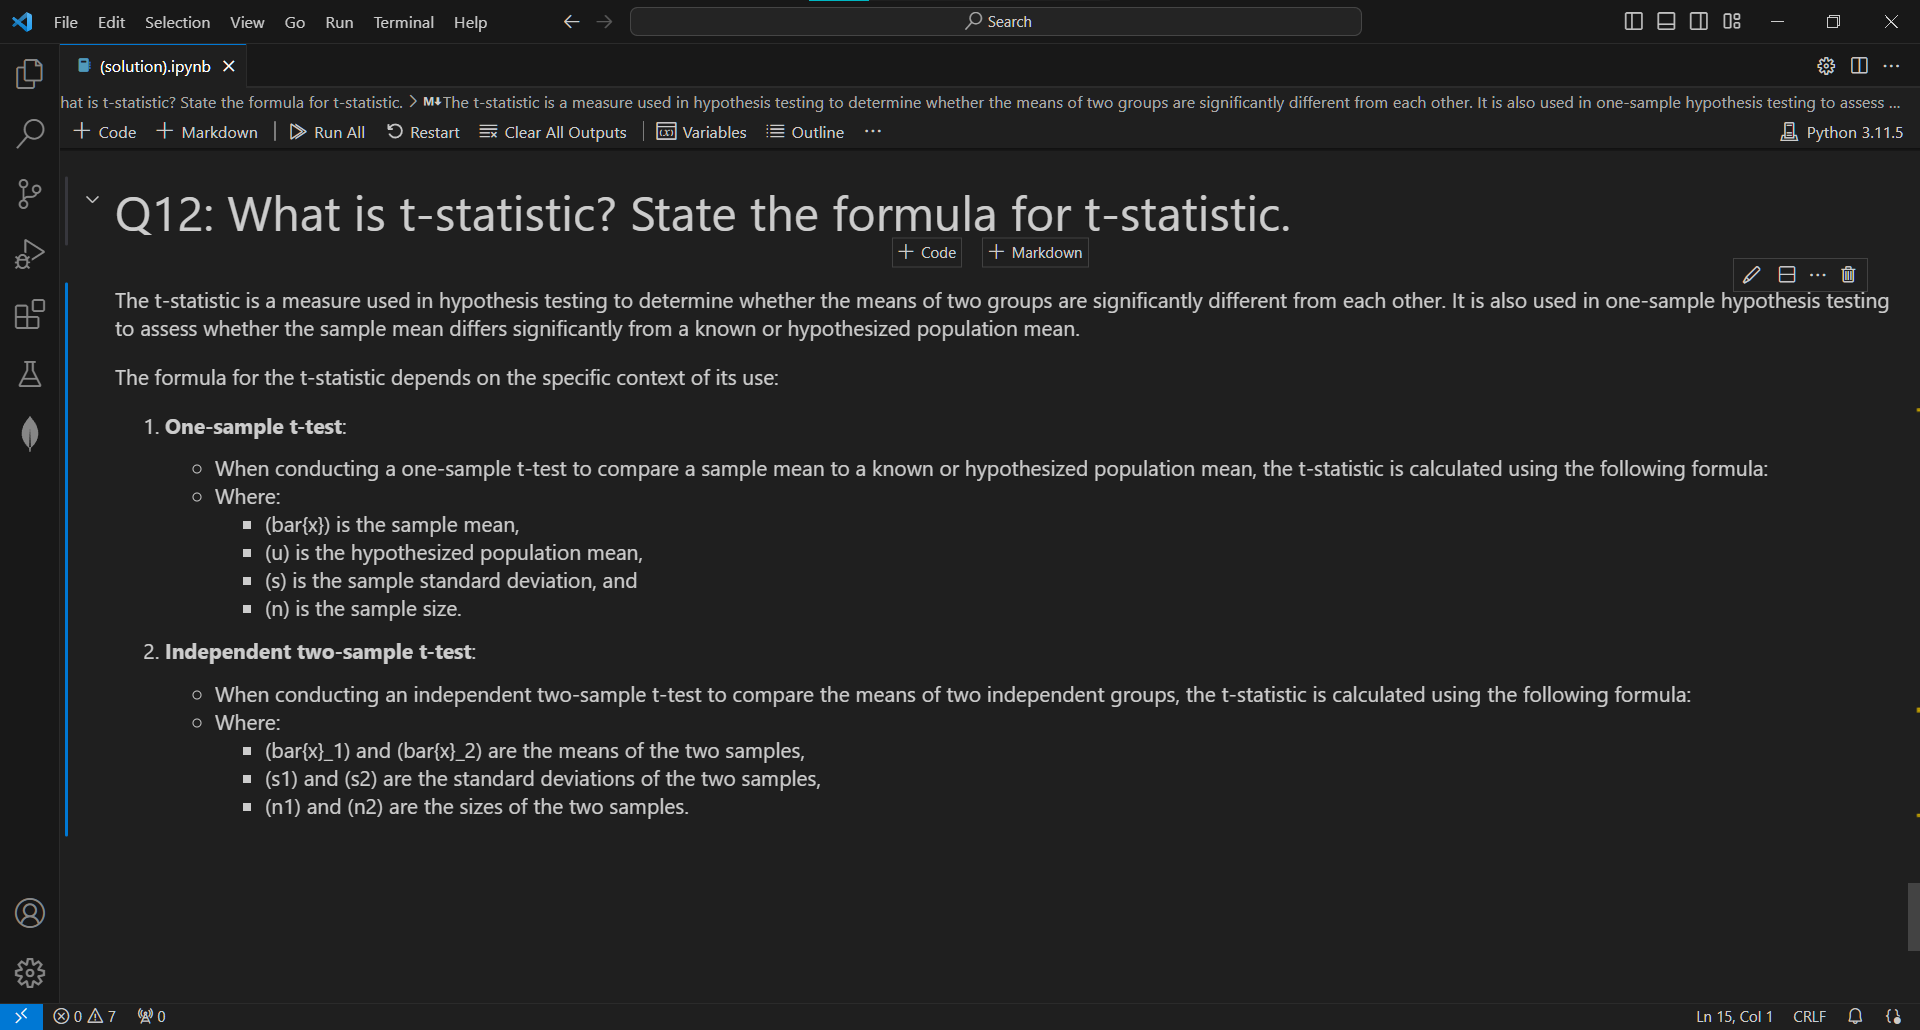 File Edit Selection View Go Run Terminal Help
Search
(solution).ipynb
hat is t-statistic? State the formula for t-statistic. > M↓The t-statistic is a measure used in hypothesis testing to determine whether the means of two groups are significantly different from each other. It is also used in one-sample hypothesis testing to assess ...
+ Code + Markdown | Run All Restart Clear All Outputs | Variables Outline ...
Python 3.11.5
Q12: What is t-statistic? State the formula for t-statistic.
+ Code + Markdown
The t-statistic is a measure used in hypothesis testing to determine whether the means of two groups are significantly different from each other. It is also used in one-sample hypothesis testing
to assess whether the sample mean differs significantly from a known or hypothesized population mean.
The formula for the t-statistic depends on the specific context of its use:
1. One-sample t-test:
When conducting a one-sample t-test to compare a sample mean to a known or hypothesized population mean, the t-statistic is calculated using the following formula:
Where:
(bar{x}) is the sample mean,
(u) is the hypothesized population mean,
(s) is the sample standard deviation, and
(n) is the sample size.
2. Independent two-sample t-test:
When conducting an independent two-sample t-test to compare the means of two independent groups, the t-statistic is calculated using the following formula:
Where:
(bar{x}_1) and (bar{x}_2) are the means of the two samples,
(s1) and (s2) are the standard deviations of the two samples,
(n1) and (n2) are the sizes of the two samples.
0 7 0
Ln 15, Col 1 CRLF